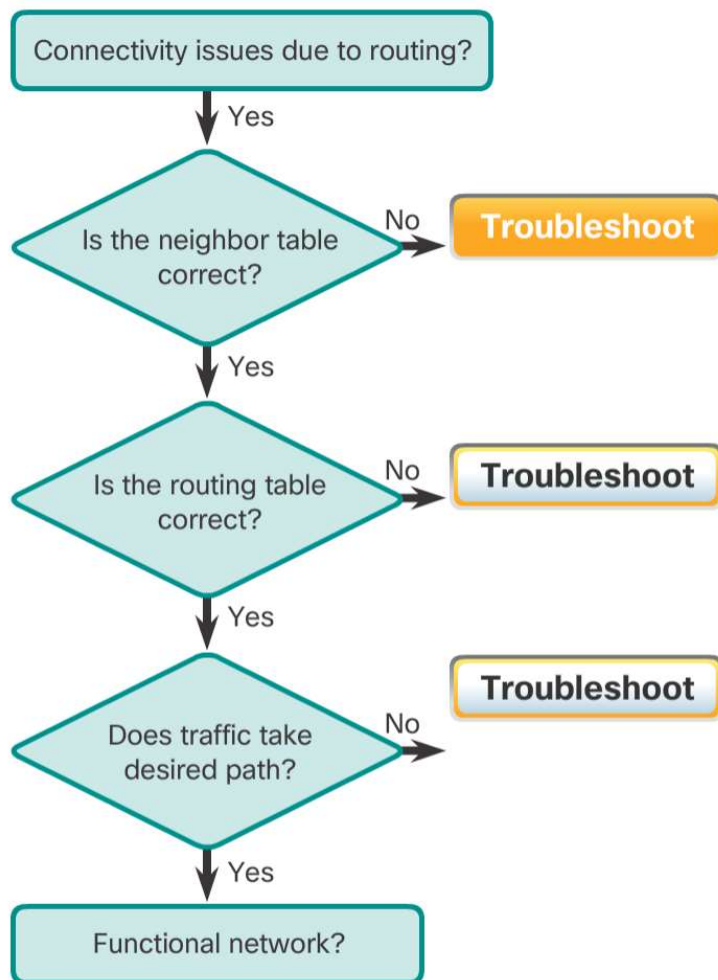 Connectivity issues due to routing?
Yes
Is the neighbor table
correct?
No
Troubleshoot
Yes
Is the routing table
correct?
No
Troubleshoot
Yes
Does traffic take
desired path?
No
Troubleshoot
Yes
Functional network?